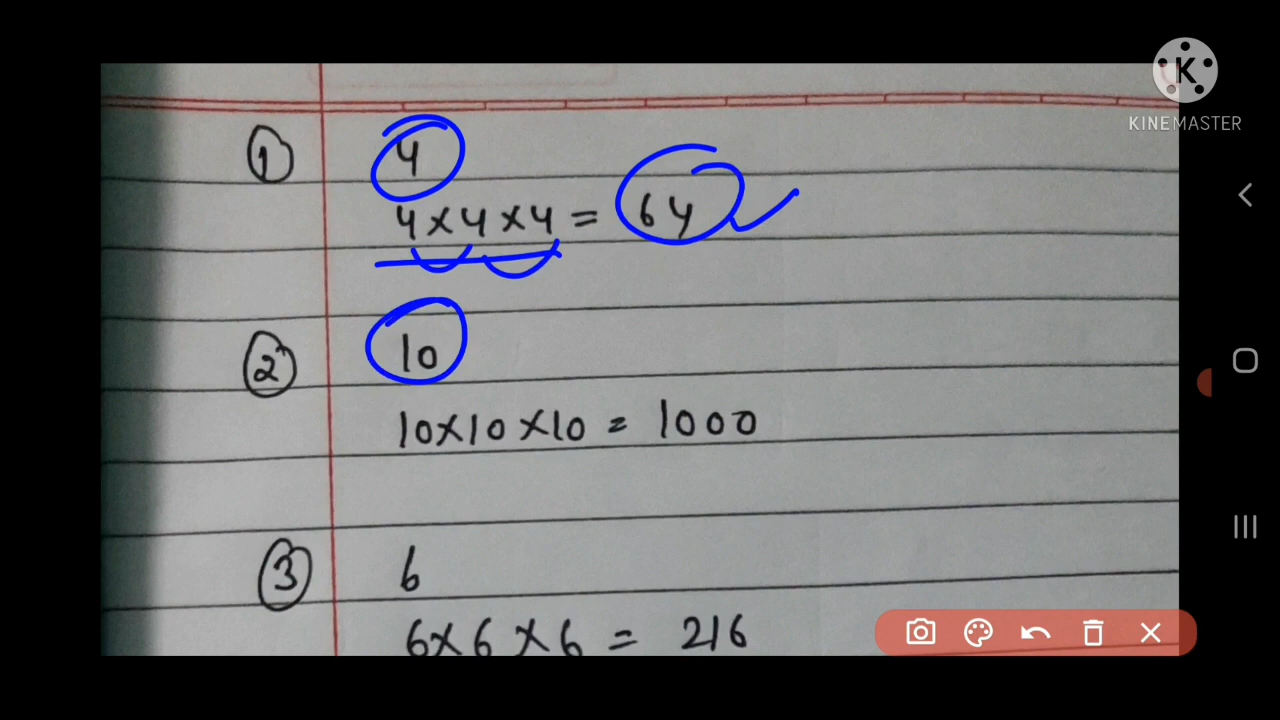 KINEMASTER
1 4
4×4×4 = 64
2 10
10×10×10 = 1000
3 6
6×6×6 = 216